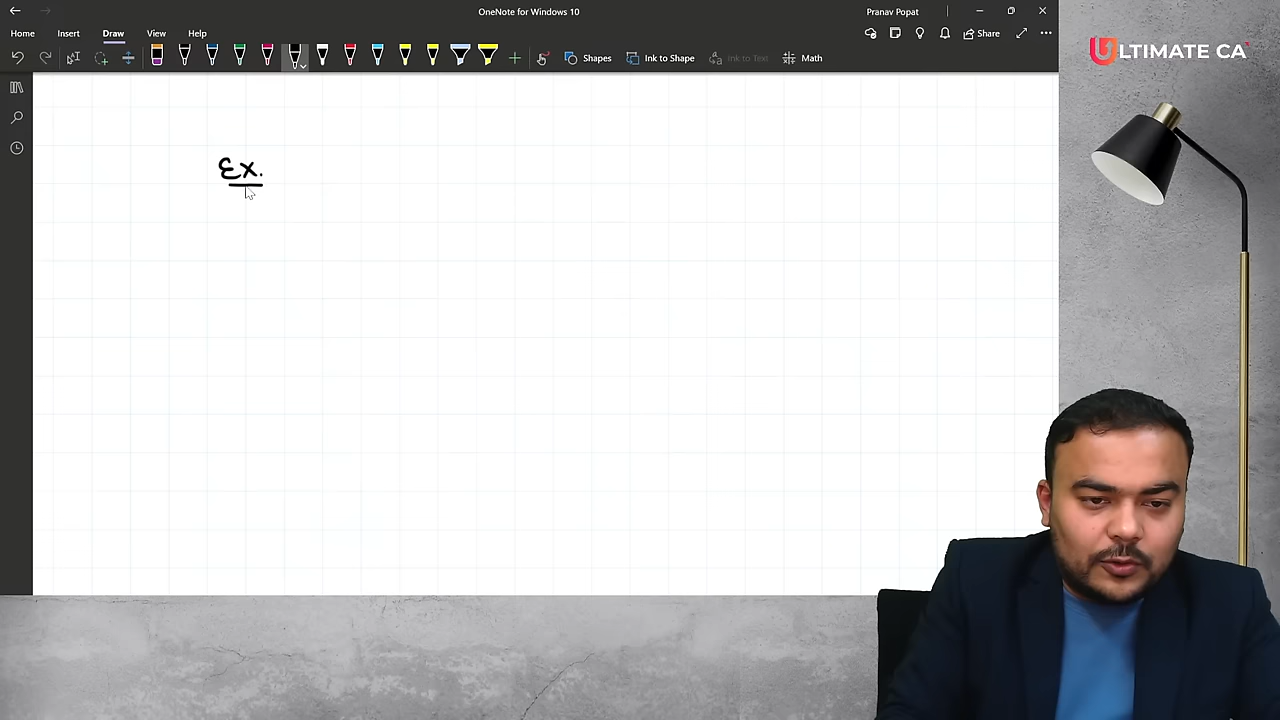 OneNote for Windows 10
Pranav Popat
Home Insert Draw View Help
Share
Shapes
Ink to Shape
Ink to Text
Math
ULTIMATE CA
Ex.